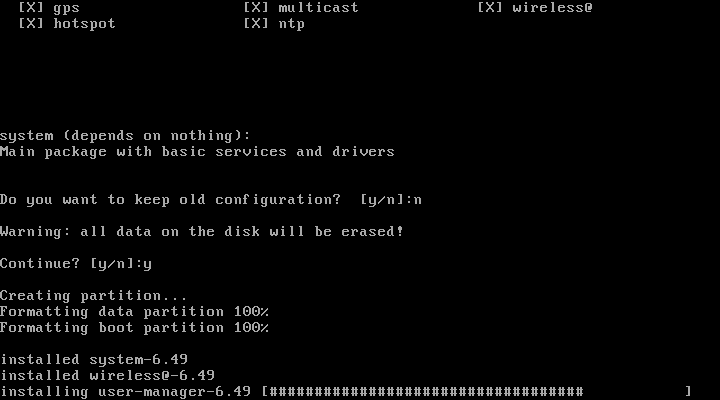 [X] gps [X] multicast [X] wireless@
[X] hotspot [X] ntp
system (depends on nothing):
Main package with basic services and drivers
Do you want to keep old configuration? [y/n]:n
Warning: all data on the disk will be erased!
Continue? [y/n]:y
Creating partition...
Formatting data partition 100%
Formatting boot partition 100%
installed system-6.49
installed wireless@-6.49
installing user-manager-6.49 [################################### ]